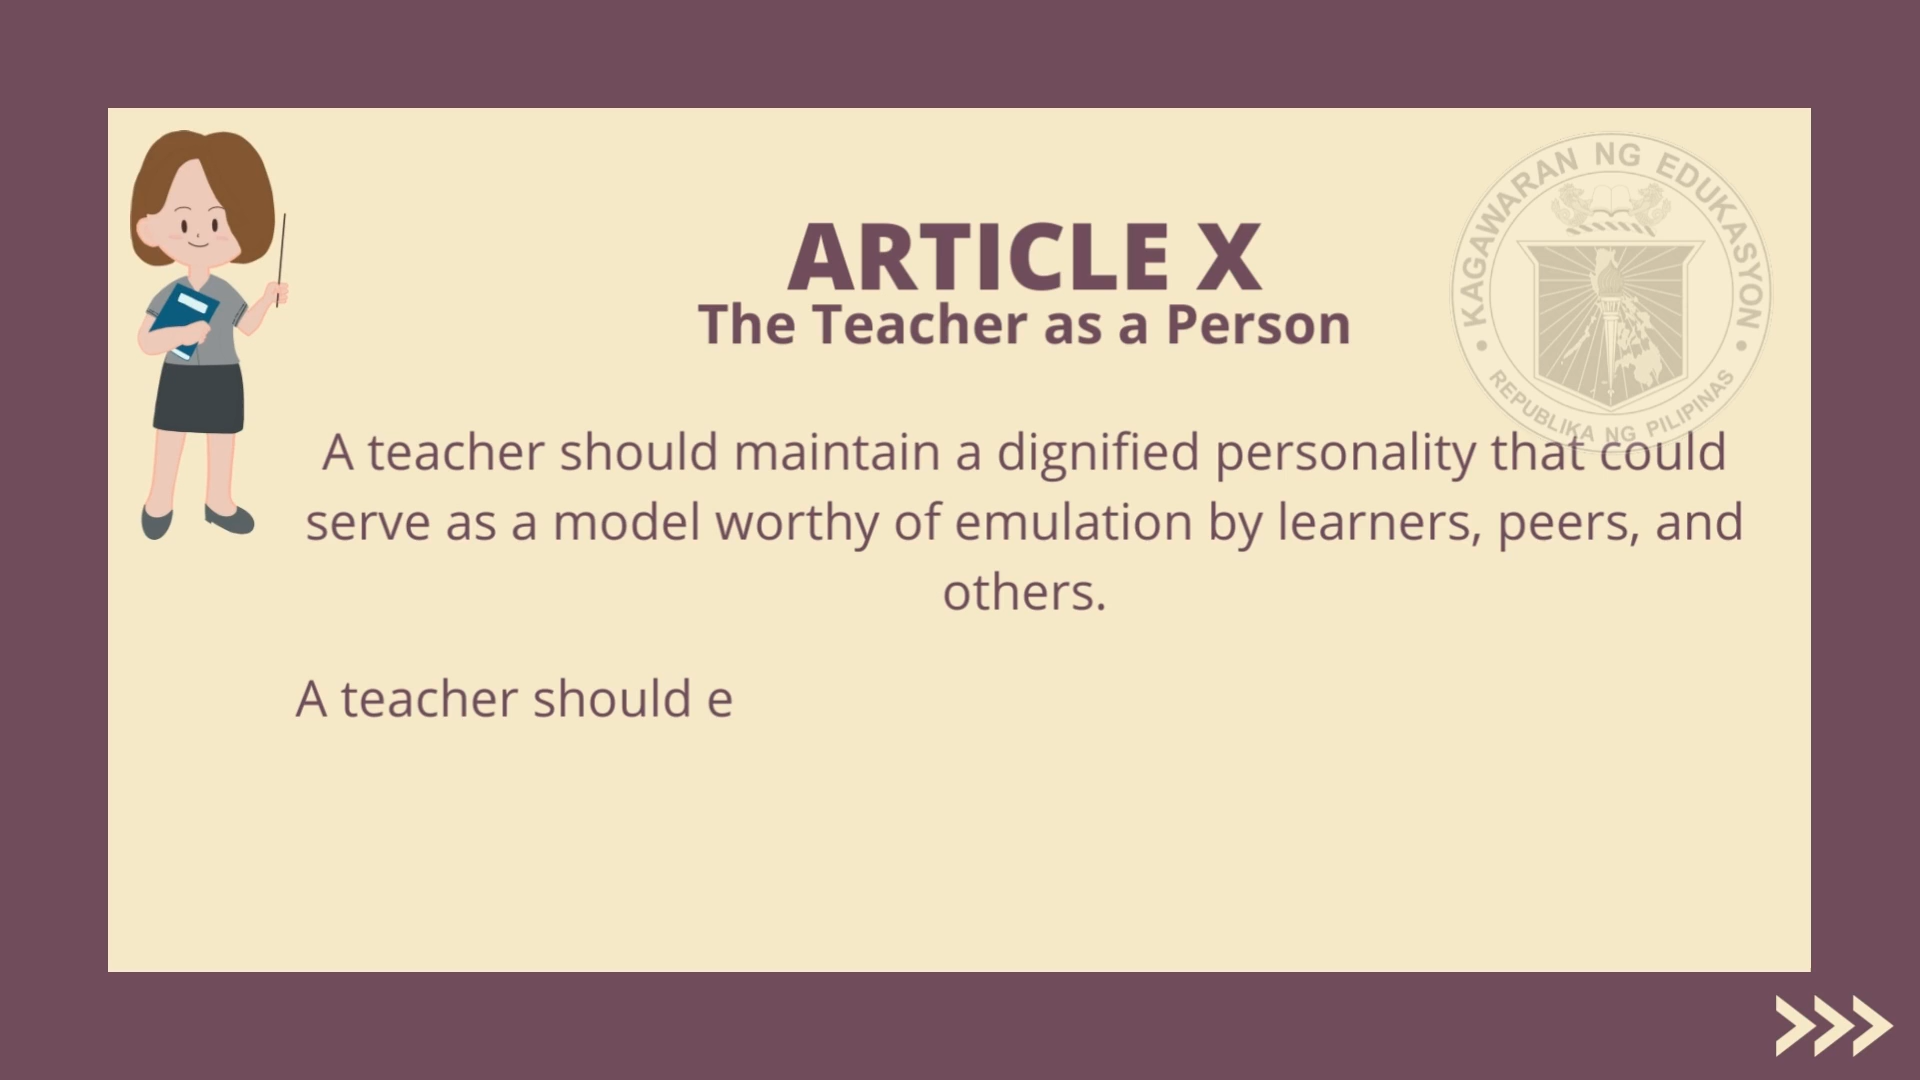 KAGAWARAN NG EDUKASYON
REPUBLIKA NG PILIPINAS
ARTICLE X
The Teacher as a Person
A teacher should maintain a dignified personality that could
serve as a model worthy of emulation by learners, peers, and
others.
A teacher should e